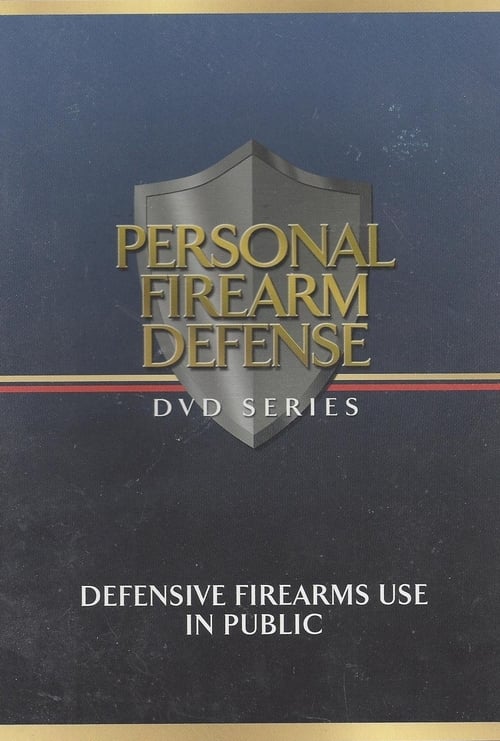 PERSONAL
FIREARM
DEFENSE
DVD SERIES
DEFENSIVE FIREARMS USE
IN PUBLIC